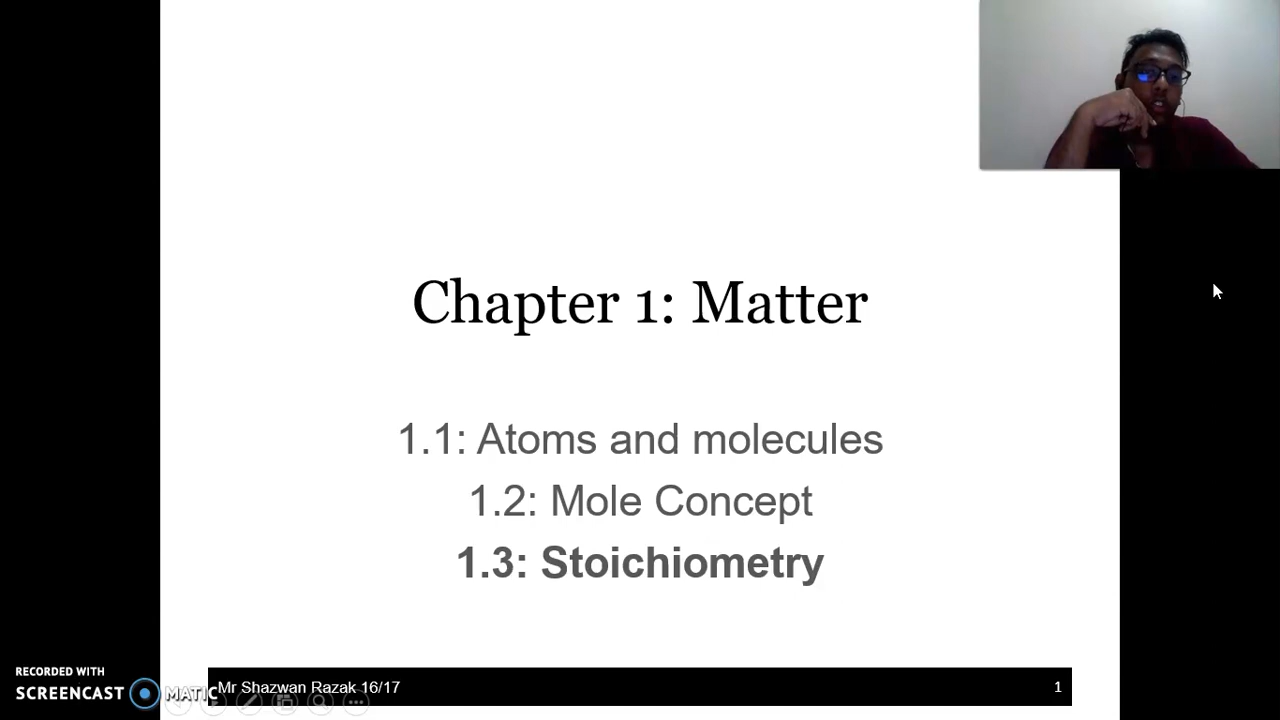 Chapter 1: Matter
1.1: Atoms and molecules
1.2: Mole Concept
1.3: Stoichiometry
RECORDED WITH
SCREENCAST MATIC
Mr Shazwan Razak 16/17
1